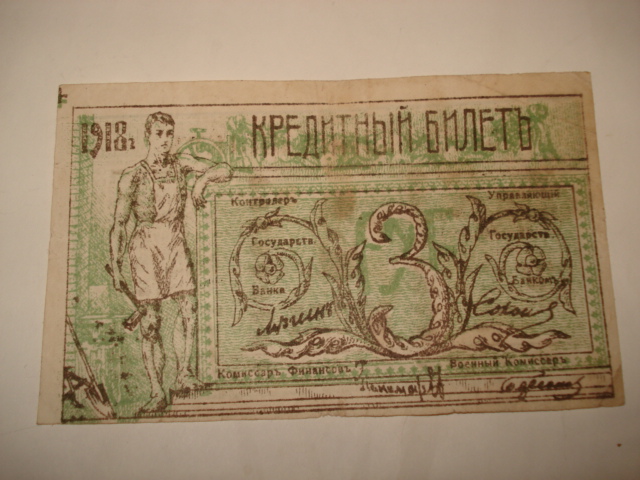 1918г КРЕДИТНЫЙ БИЛЕТЪ
Контролеръ Управляющій
Государств. Государств.
Банка Банкомъ
3
Комиссаръ Финансовъ Военный Комиссаръ